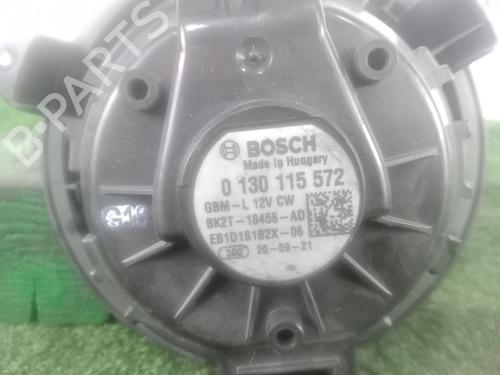 B-PARTS
BOSCH
Made in Hungary
0 130 115 572
GBM-L 12V CW
BK2T-18456-AD
EB1D1S1B2X-06
300 20-09-21